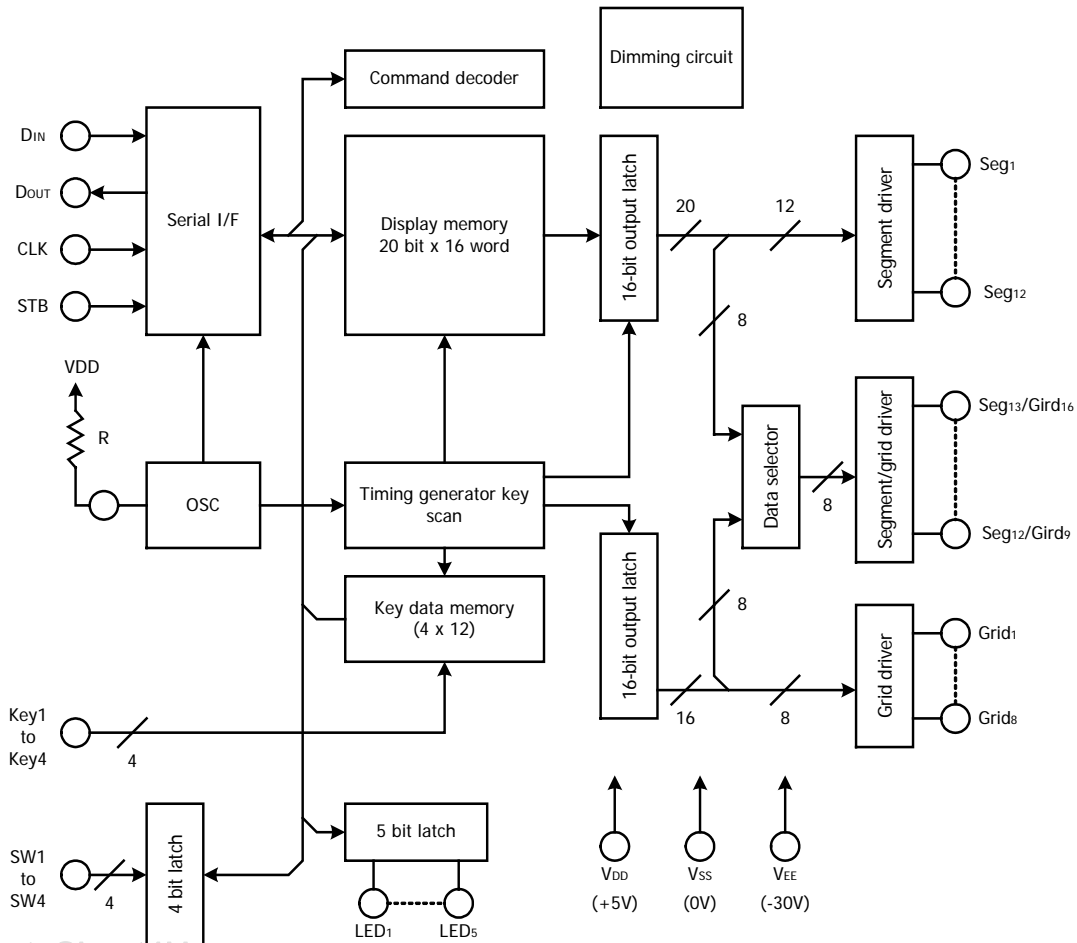 Command decoder
Dimming circuit
DIN
DOUT
CLK
STB
Serial I/F
Display memory
20 bit x 16 word
16-bit output latch
20
12
8
Segment driver
Seg1
Seg12
VDD
R
OSC
Timing generator key
scan
Data selector
8
Segment/grid driver
Seg13/Gird16
Seg12/Gird9
Key data memory
(4 x 12)
16-bit output latch
8
16
8
Grid driver
Grid1
Grid8
Key1
to
Key4
4
SW1
to
SW4
4
4 bit latch
5 bit latch
LED1
LED5
VDD
(+5V)
VSS
(0V)
VEE
(-30V)